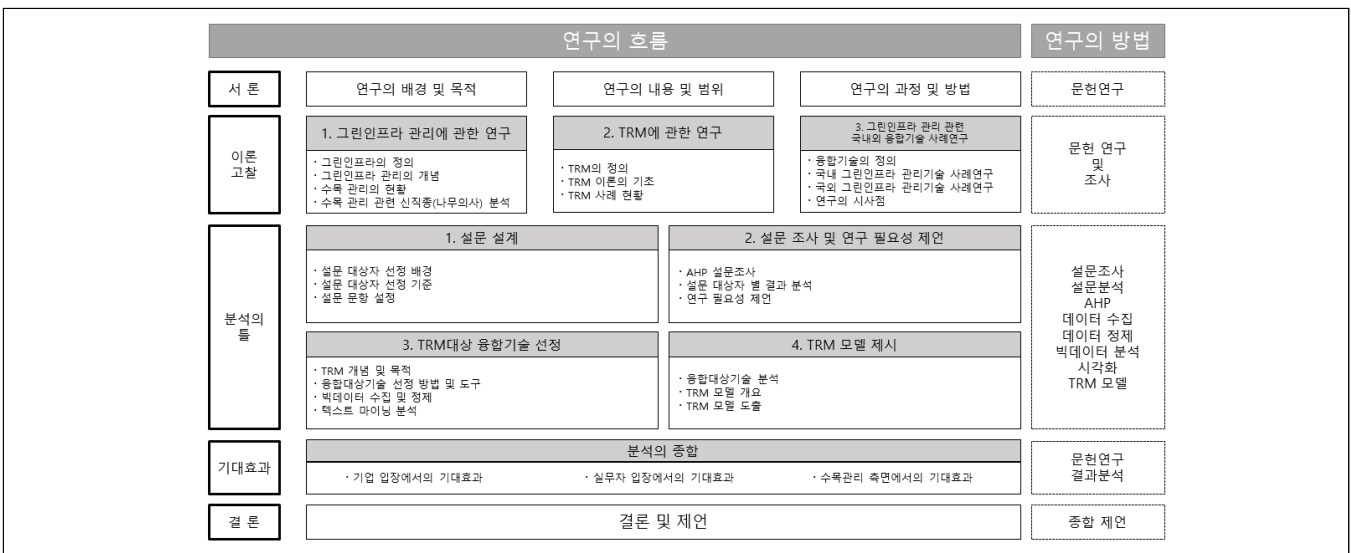 연구의 흐름
연구의 방법
서 론
연구의 배경 및 목적
연구의 내용 및 범위
연구의 과정 및 방법
문헌연구
이론
고찰
1. 그린인프라 관리에 관한 연구
· 그린인프라의 정의
· 그린인프라 관리의 개념
· 수목 관리의 현황
· 수목 관리 관련 신직종(나무의사) 분석
2. TRM에 관한 연구
· TRM의 정의
· TRM 이론의 기초
· TRM 사례 현황
3. 그린인프라 관리 관련
국내외 융합기술 사례연구
· 융합기술의 정의
· 국내 그린인프라 관리기술 사례연구
· 국외 그린인프라 관리기술 사례연구
· 연구의 시사점
문헌 연구
및
조사
분석의
틀
1. 설문 설계
· 설문 대상자 선정 배경
· 설문 대상자 선정 기준
· 설문 문항 설정
2. 설문 조사 및 연구 필요성 제언
· AHP 설문조사
· 설문 대상자 별 결과 분석
· 연구 필요성 제언
3. TRM대상 융합기술 선정
· TRM 개념 및 목적
· 융합대상기술 선정 방법 및 도구
· 빅데이터 수집 및 정제
· 텍스트 마이닝 분석
4. TRM 모델 제시
· 융합대상기술 분석
· TRM 모델 개요
· TRM 모델 도출
설문조사
설문분석
AHP
데이터 수집
데이터 정제
빅데이터 분석
시각화
TRM 모델
기대효과
분석의 종합
· 기업 입장에서의 기대효과
· 실무자 입장에서의 기대효과
· 수목관리 측면에서의 기대효과
문헌연구
결과분석
결 론
결론 및 제언
종합 제언